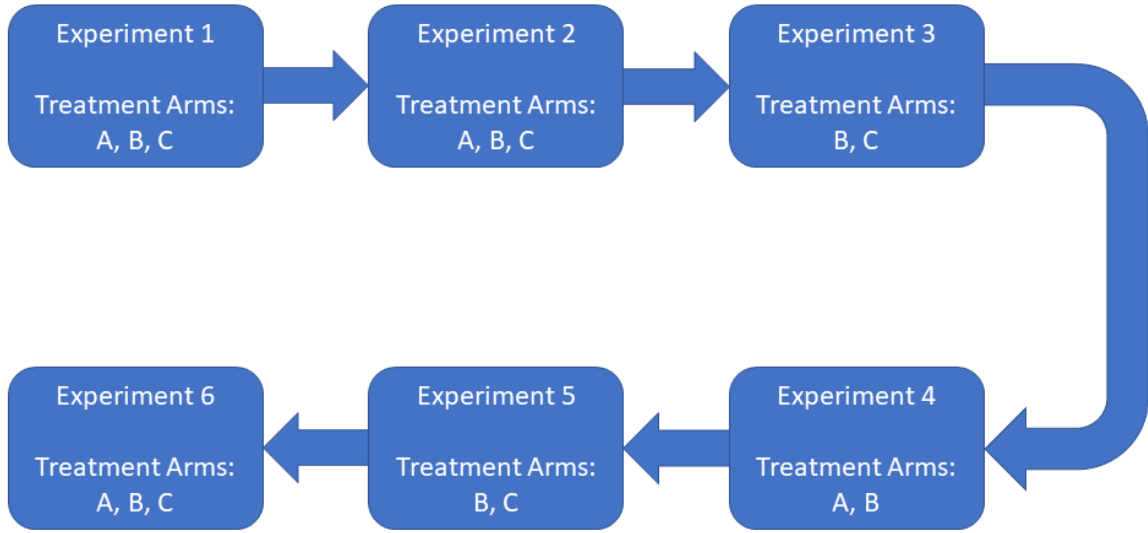 Experiment 1
Treatment Arms:
A, B, C
Experiment 2
Treatment Arms:
A, B, C
Experiment 3
Treatment Arms:
B, C
Experiment 4
Treatment Arms:
A, B
Experiment 5
Treatment Arms:
B, C
Experiment 6
Treatment Arms:
A, B, C